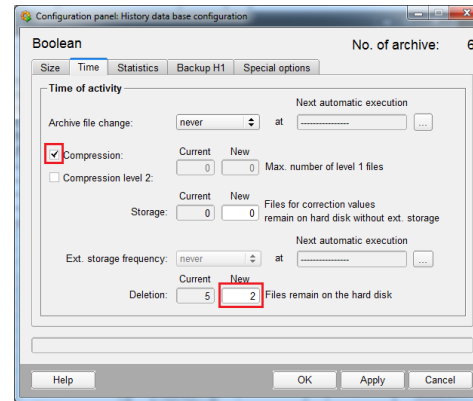 Configuration panel: History data base configuration
Boolean No. of archive: 6
Size Time Statistics Backup H1 Special options
Time of activity
Next automatic execution
Archive file change: never at ---------------- ...
Compression: Current New
0 0 Max. number of level 1 files
Compression level 2:
Current New
Storage: 0 0 Files for correction values
remain on hard disk without ext. storage
Next automatic execution
Ext. storage frequency: never at ---------------- ...
Current New
Deletion: 5 2 Files remain on the hard disk
Help OK Apply Cancel